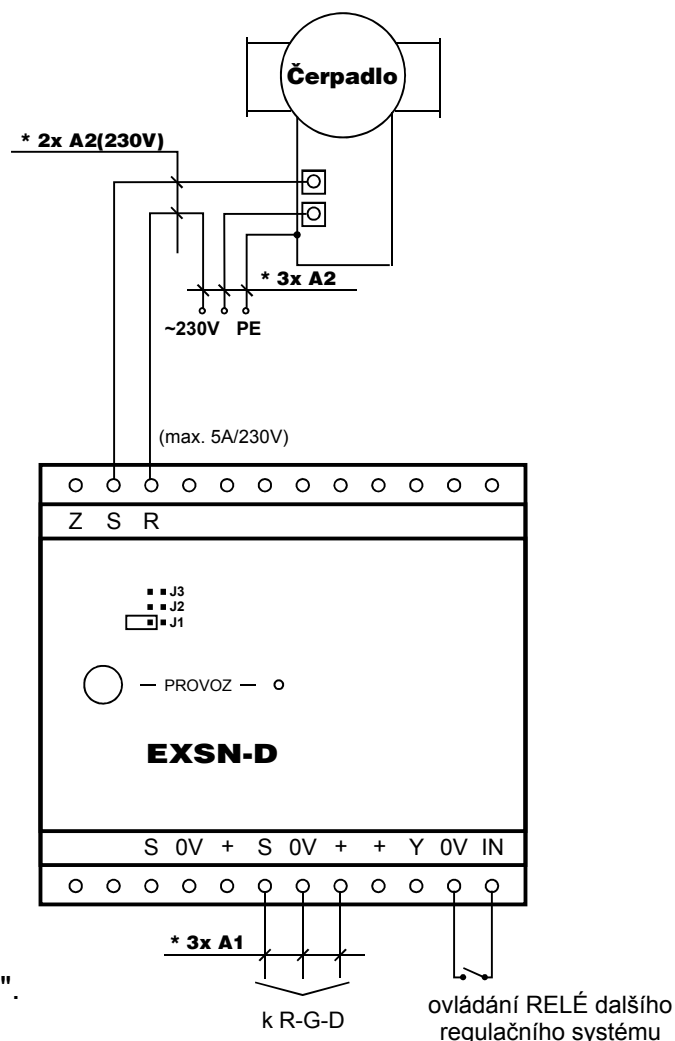 Čerpadlo
* 2x A2(230V)
* 3x A2
~230V PE
(max. 5A/230V)
Z S R
J3
J2
J1
PROVOZ
EXSN-D
S 0V + S 0V + + Y 0V IN
* 3x A1
".
k R-G-D
ovládání RELÉ dalšího
regulačního systému